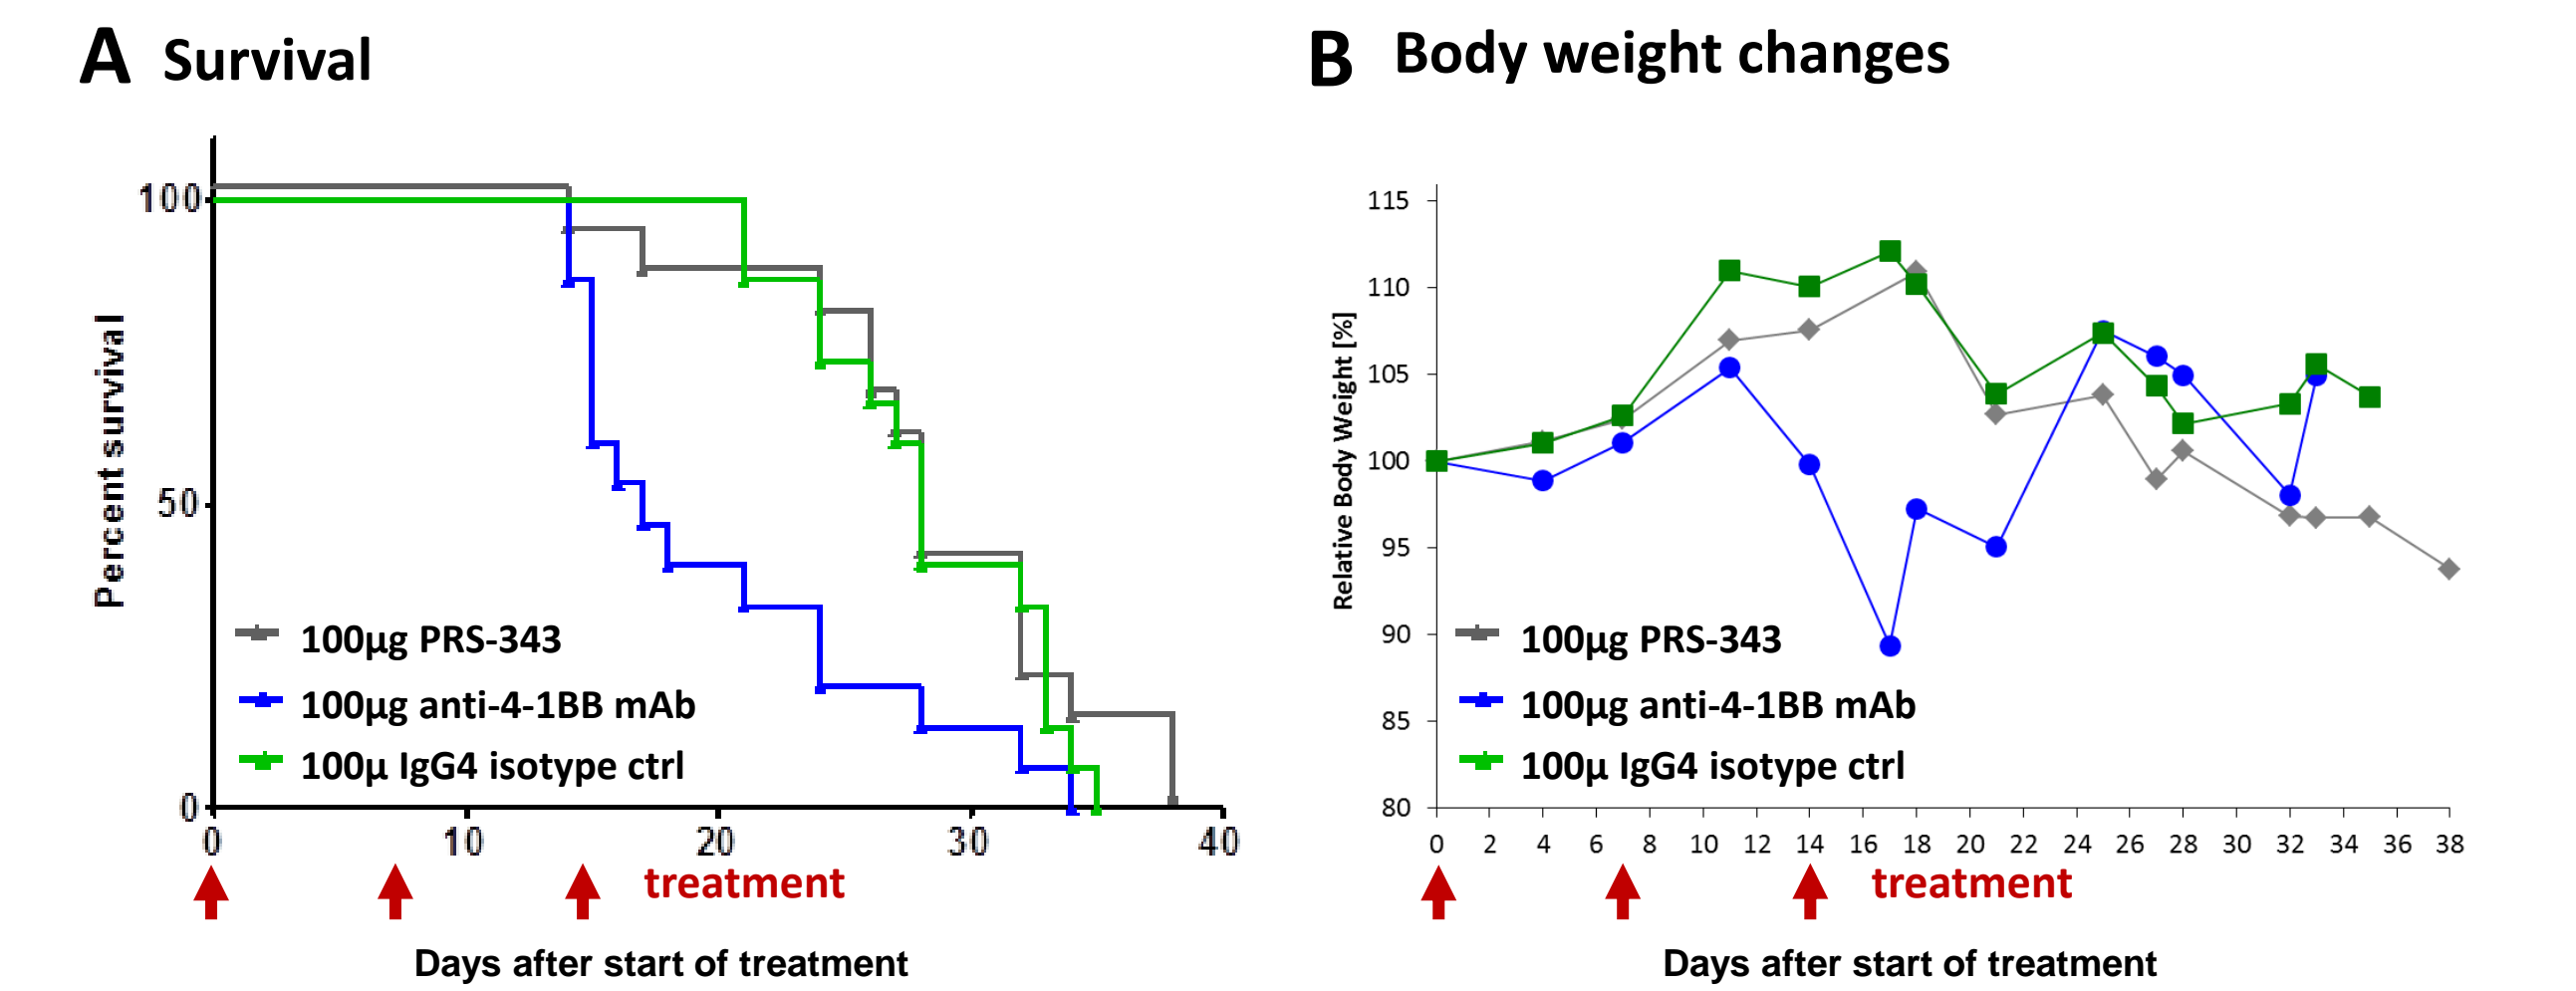 A Survival
100
50
0
Percent survival
100µg PRS-343
100µg anti-4-1BB mAb
100µ IgG4 isotype ctrl
0 10 20 30 40
treatment
Days after start of treatment
B Body weight changes
115
110
105
100
95
90
85
80
Relative Body Weight [%]
100µg PRS-343
100µg anti-4-1BB mAb
100µ IgG4 isotype ctrl
0 2 4 6 8 10 12 14 16 18 20 22 24 26 28 30 32 34 36 38
treatment
Days after start of treatment